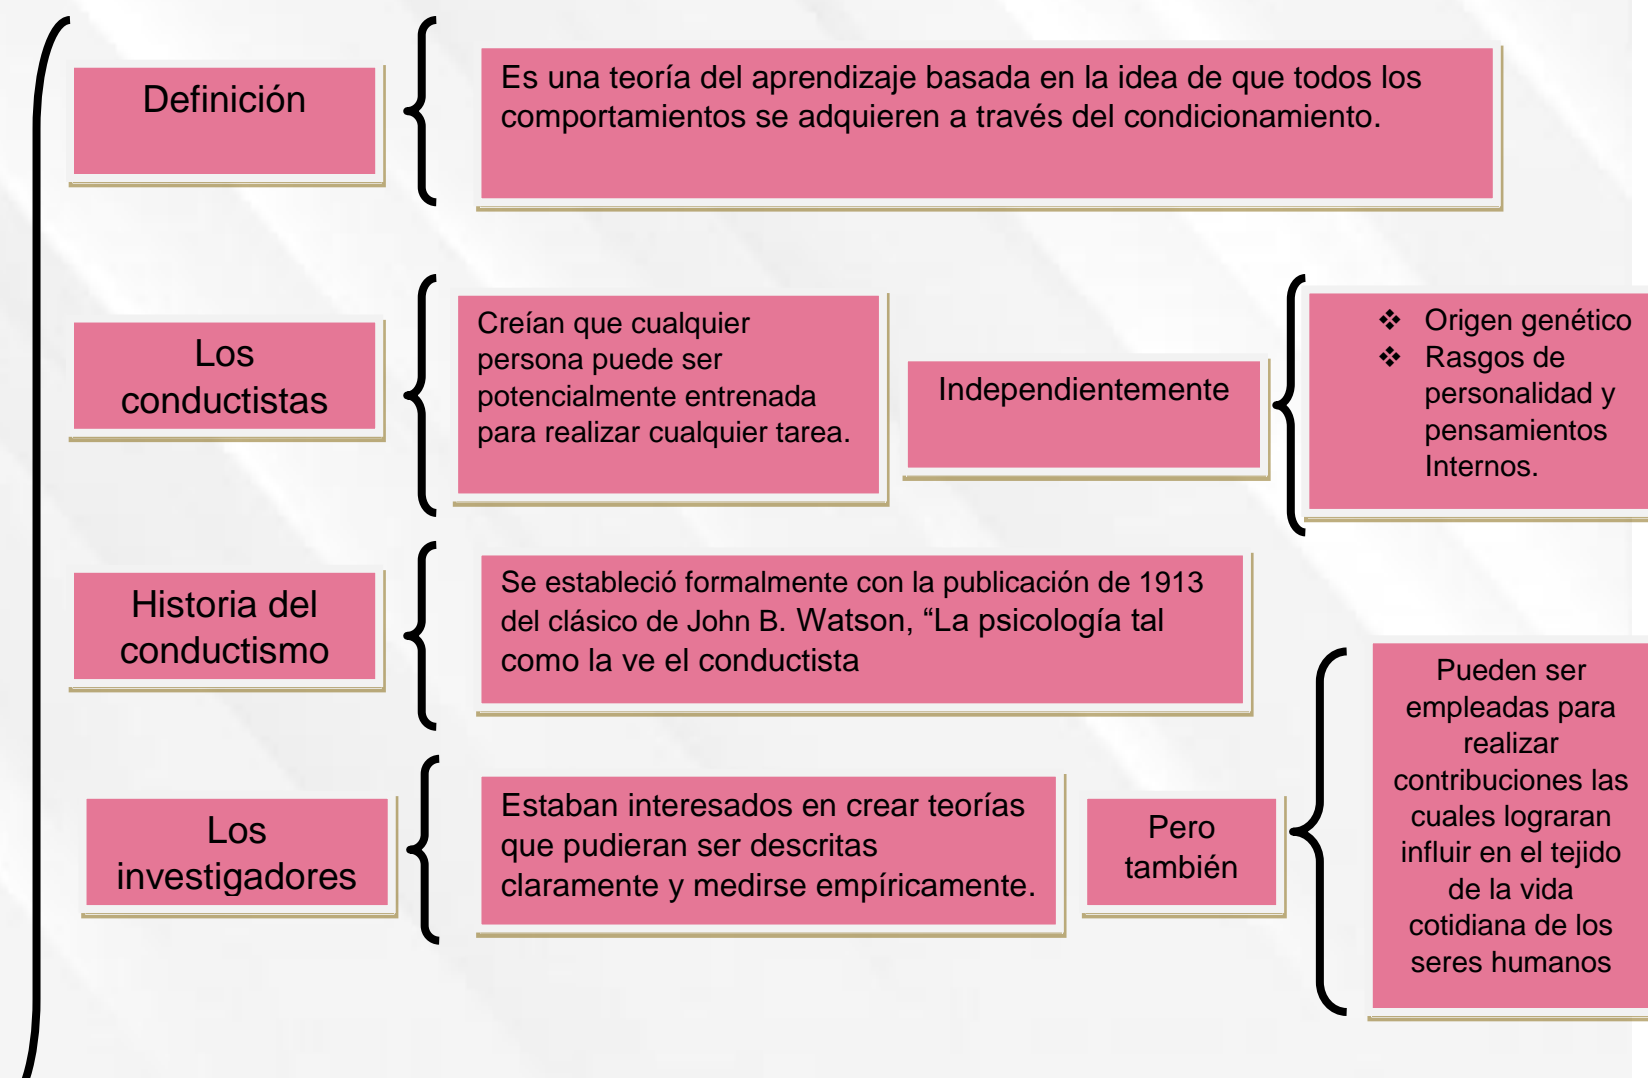 Definición
Es una teoría del aprendizaje basada en la idea de que todos los
comportamientos se adquieren a través del condicionamiento.
Los
conductistas
Creían que cualquier
persona puede ser
potencialmente entrenada
para realizar cualquier tarea.
Independientemente
❖ Origen genético
❖ Rasgos de
personalidad y
pensamientos
Internos.
Historia del
conductismo
Se estableció formalmente con la publicación de 1913
del clásico de John B. Watson, “La psicología tal
como la ve el conductista
Los
investigadores
Estaban interesados en crear teorías
que pudieran ser descritas
claramente y medirse empíricamente.
Pero
también
Pueden ser
empleadas para
realizar
contribuciones las
cuales lograran
influir en el tejido
de la vida
cotidiana de los
seres humanos